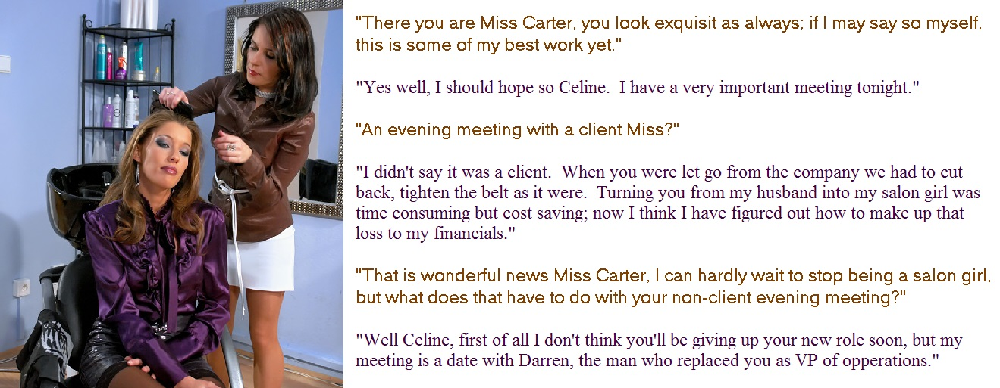 "There you are Miss Carter, you look exquisit as always; if I may say so myself,
this is some of my best work yet."
"Yes well, I should hope so Celine.  I have a very important meeting tonight."
"An evening meeting with a client Miss?"
"I didn't say it was a client.  When you were let go from the company we had to cut
back, tighten the belt as it were.  Turning you from my husband into my salon girl was
time consuming but cost saving; now I think I have figured out how to make up that
loss to my financials."
"That is wonderful news Miss Carter, I can hardly wait to stop being a salon girl,
but what does that have to do with your non-client evening meeting?"
"Well Celine, first of all I don't think you'll be giving up your new role soon, but my
meeting is a date with Darren, the man who replaced you as VP of opperations."